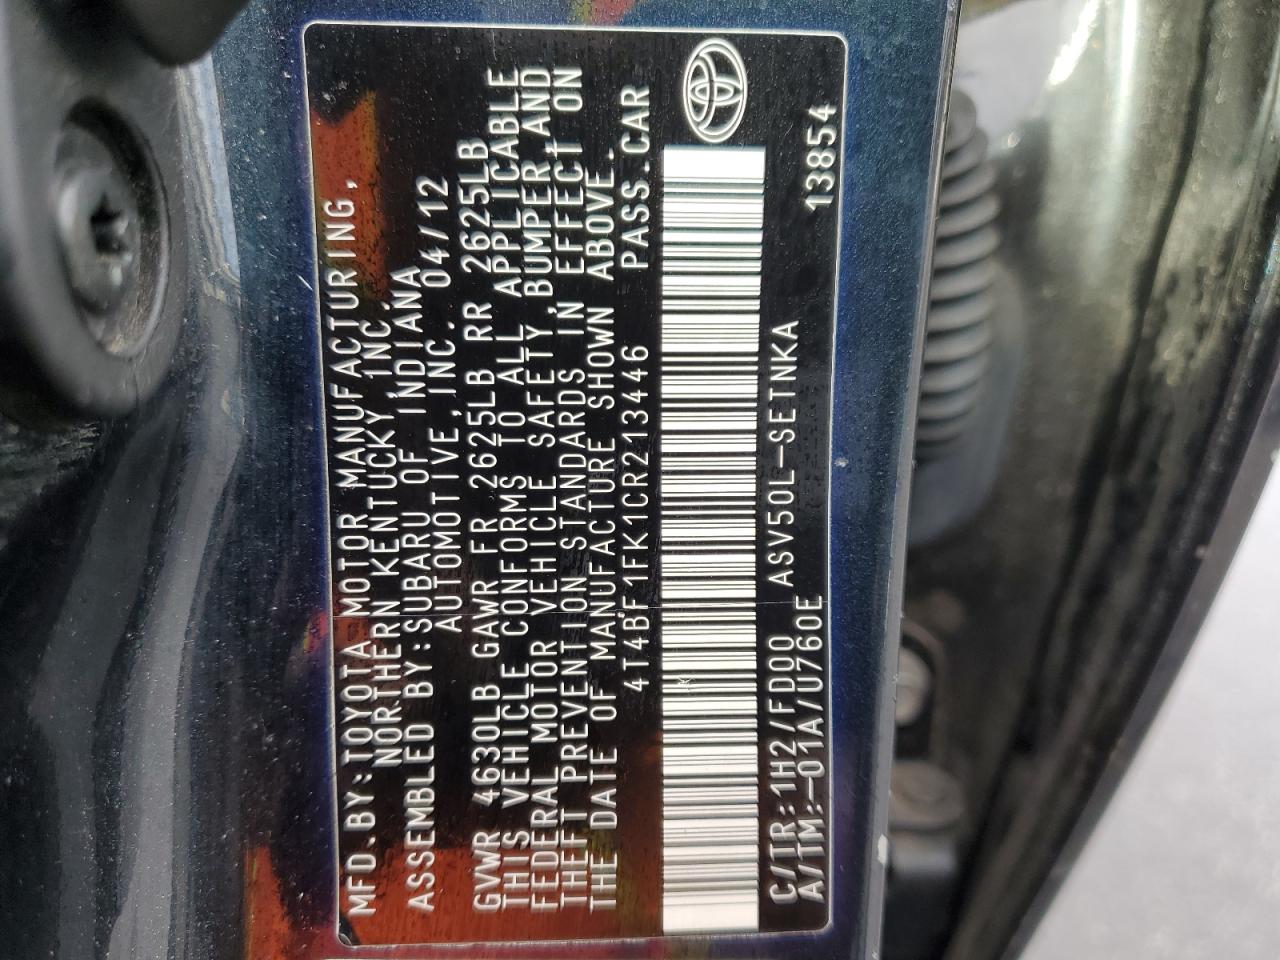 MFD.BY:TOYOTA MOTOR MANUFACTURING,
NORTHERN KENTUCKY, INC.
ASSEMBLED BY:SUBARU OF INDIANA
AUTOMOTIVE, INC. 04/12
GVWR 4630LB GAWR FR 2625LB RR 2625LB
THIS VEHICLE CONFORMS TO ALL APPLICABLE
FEDERAL MOTOR VEHICLE SAFETY, BUMPER, AND
THEFT PREVENTION STANDARDS IN EFFECT ON
THE DATE OF MANUFACTURE SHOWN ABOVE.
4T4BF1FK1CR213446 PASS.CAR
C/TR:1H2/FD00 ASV50L-SETNKA
A/TM:-01A/U760E 13854